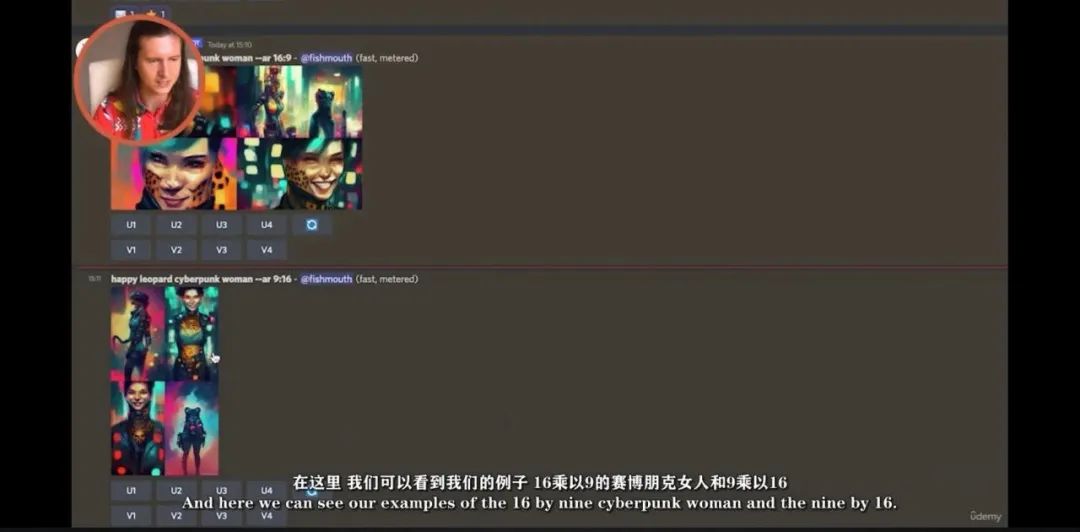 Today at 15:10
punk woman --ar 16:9 - @fishmouth (fast, metered)
U1 U2 U3 U4
V1 V2 V3 V4
15:11 happy leopard cyberpunk woman --ar 9:16 - @fishmouth (fast, metered)
U1 U2 U3 U4
V1 V2 V3 V4
在这里 我们可以看到我们的例子 16乘以9的赛博朋克女人和9乘以16
And here we can see our examples of the 16 by nine cyberpunk woman and the nine by 16.
ûdemy